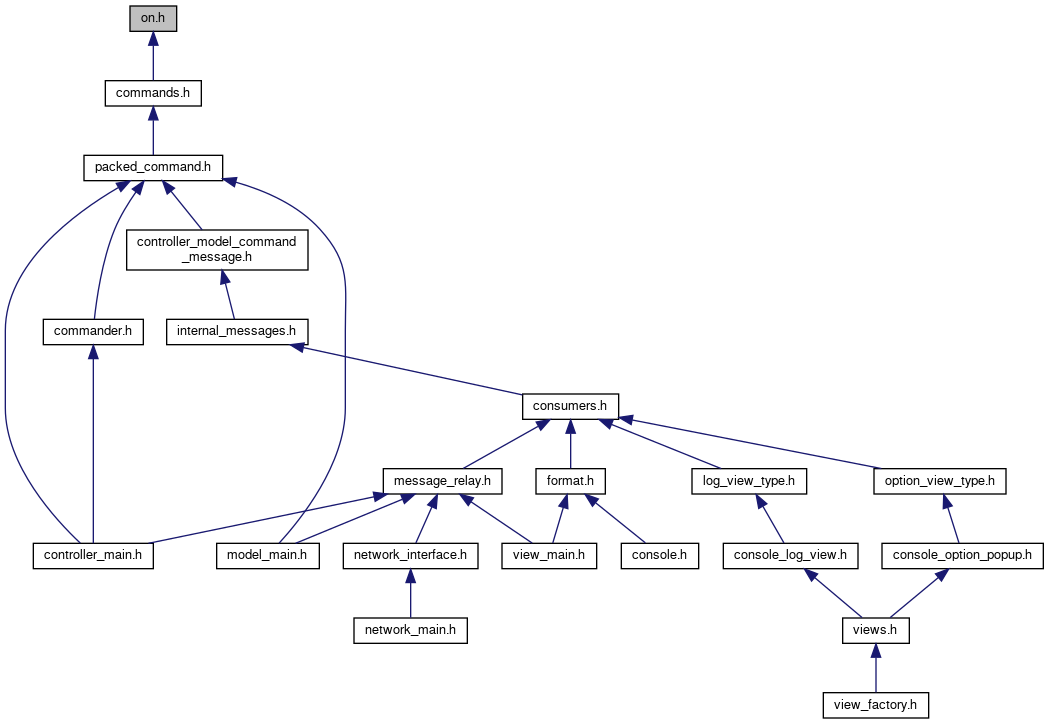 on.h
commands.h
packed_command.h
controller_model_command
_message.h
commander.h
internal_messages.h
consumers.h
message_relay.h
format.h
log_view_type.h
option_view_type.h
controller_main.h
model_main.h
network_interface.h
view_main.h
console.h
console_log_view.h
console_option_popup.h
network_main.h
views.h
view_factory.h